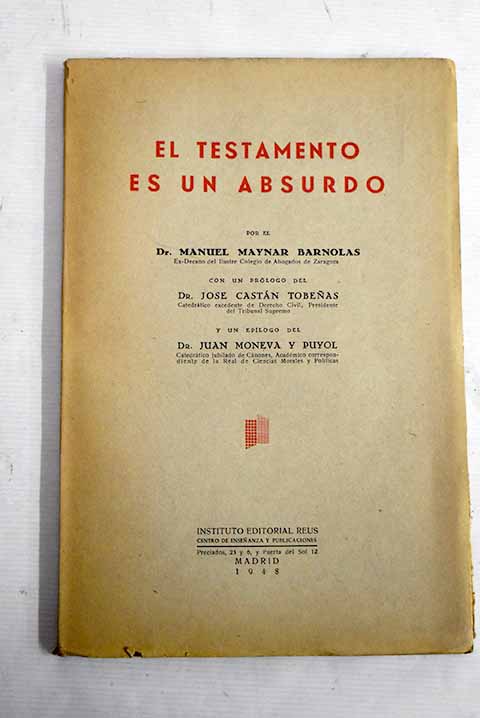 EL TESTAMENTO
ES UN ABSURDO
POR EL
Dr. MANUEL MAYNAR BARNOLAS
Ex-Decano del Ilustre Colegio de Abogados de Zaragoza
CON UN PRÓLOGO DEL
DR. JOSE CASTÁN TOBEÑAS
Catedrático excedente de Derecho Civil, Presidente
del Tribunal Supremo
Y UN EPÍLOGO DEL
DR. JUAN MONEVA Y PUYOL
Catedrático jubilado de Cánones, Académico correspon-
diente de la Real de Ciencias Morales y Políticas
INSTITUTO EDITORIAL REUS
CENTRO DE ENSEÑANZA Y PUBLICACIONES
Preciados, 23 y 6, y Puerta del Sol 12
MADRID
1948